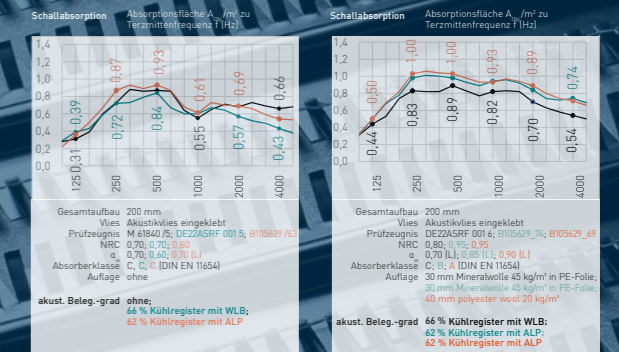 Schallabsorption
Absorptionsfläche A /m² zu
Terzmittenfrequenz f (Hz)
1,4
1,2
1,0
0,8
0,6
0,4
0,2
0,0
0,39
0,31
0,87
0,72
0,93
0,84
0,61
0,55
0,69
0,57
0,66
0,43
125
250
500
1000
2000
4000
Gesamtaufbau 200 mm
Vlies Akustikvlies eingeklebt
Prüfzeugnis M 61840 /5; DE22ASRF 001 5; B105629 /63
NRC 0,70; 0,70; 0,80
α 0,70; 0,60; 0,70 (L)
Absorberklasse C, C, C (DIN EN 11654)
Auflage ohne
akust. Beleg.-grad ohne;
66 % Kühlregister mit WLB;
62 % Kühlregister mit ALP
Schallabsorption
Absorptionsfläche A /m² zu
Terzmittenfrequenz f (Hz)
1,4
1,2
1,0
0,8
0,6
0,4
0,2
0,0
0,50
0,44
1,00
0,83
1,00
0,89
0,93
0,82
0,89
0,70
0,74
0,54
125
250
500
1000
2000
4000
Gesamtaufbau 200 mm
Vlies Akustikvlies eingeklebt
Prüfzeugnis DE22ASRF 001 6; B105629_74; B105629_69
NRC 0,80; 0,95; 0,95
α 0,70 (L); 0,85 (L); 0,90 (L)
Absorberklasse C; B; A (DIN EN 11654)
Auflage 30 mm Mineralwolle 45 kg/m³ in PE-Folie;
30 mm Mineralwolle 45 kg/m³ in PE-Folie;
40 mm polyester wool 20 kg/m³
akust. Beleg.-grad 66 % Kühlregister mit WLB;
62 % Kühlregister mit ALP;
62 % Kühlregister mit ALP